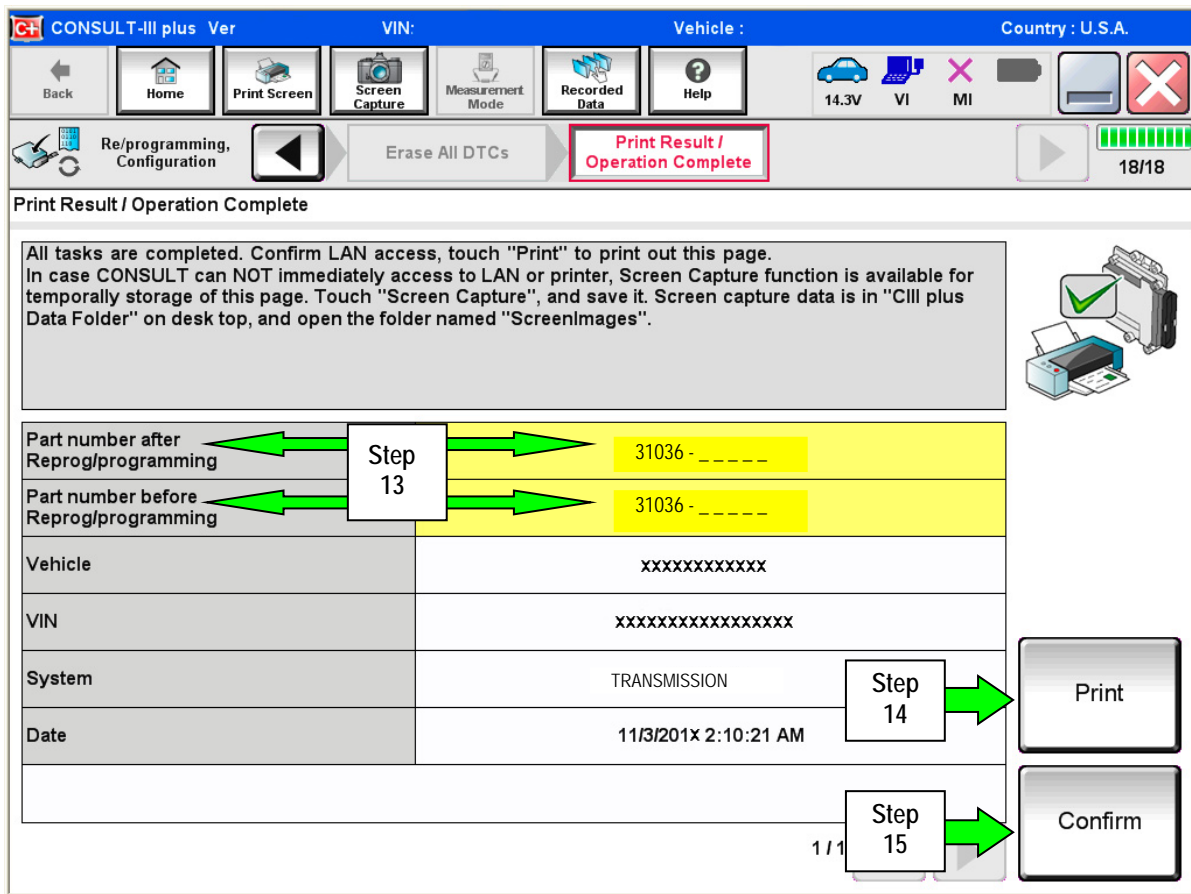 C+ CONSULT-III plus Ver VIN: Vehicle : Country : U.S.A.
Back Home Print Screen Screen Capture Measurement Mode Recorded Data Help 14.3V VI MI
Re/programming, Configuration
Erase All DTCs
Print Result / Operation Complete
18/18
Print Result / Operation Complete
All tasks are completed. Confirm LAN access, touch "Print" to print out this page.
In case CONSULT can NOT immediately access to LAN or printer, Screen Capture function is available for
temporally storage of this page. Touch "Screen Capture", and save it. Screen capture data is in "CIII plus
Data Folder" on desk top, and open the folder named "ScreenImages".
Part number after
Reprog/programming
Step
13
31036 - _ _ _ _ _
Part number before
Reprog/programming
31036 - _ _ _ _ _
Vehicle
xxxxxxxxxxxx
VIN
xxxxxxxxxxxxxxxxx
System
TRANSMISSION
Step
14
Print
Date
11/3/201x 2:10:21 AM
Step
15
Confirm
1 / 1